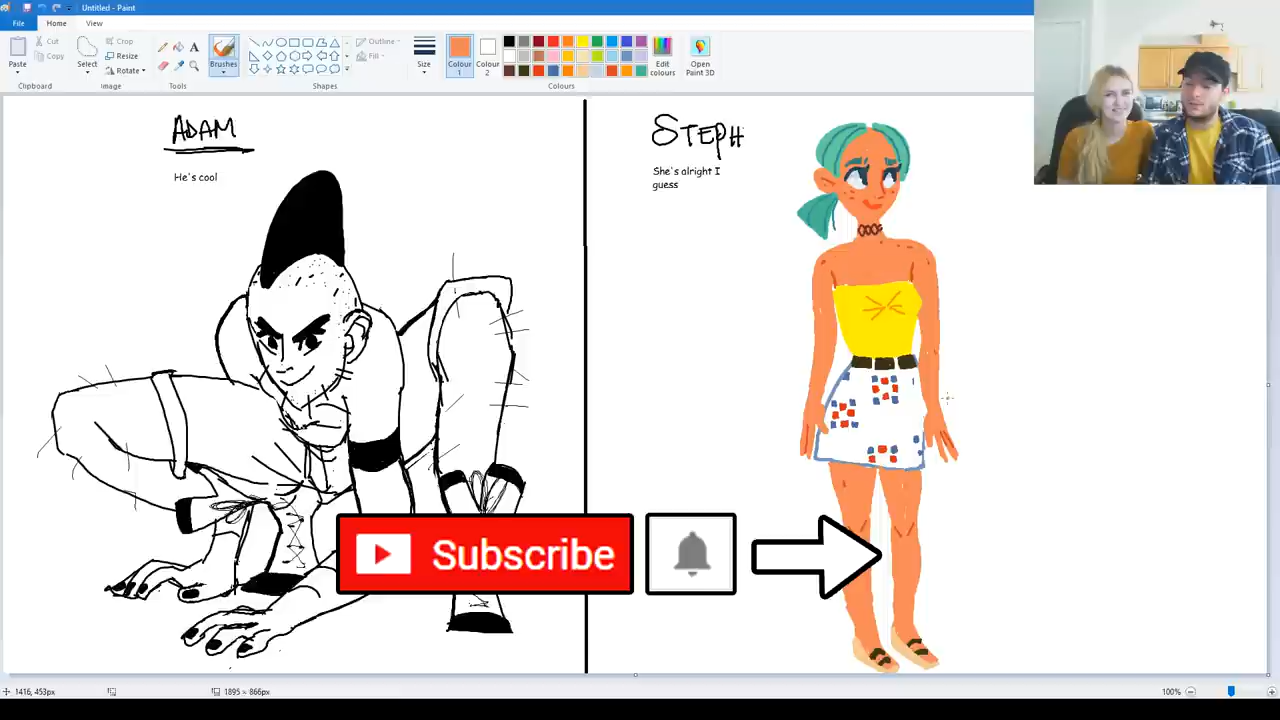 Untitled - Paint
File Home View
Paste
Cut
Copy
Clipboard
Select
Crop
Resize
Rotate
Image
Tools
Brushes
Shapes
Outline
Fill
Size
Colour 1
Colour 2
Edit colours
Colours
Open Paint 3D
ADAM
He's cool
STEPH
She's alright I
guess
Subscribe
1416, 453px
1895 × 866px
100%